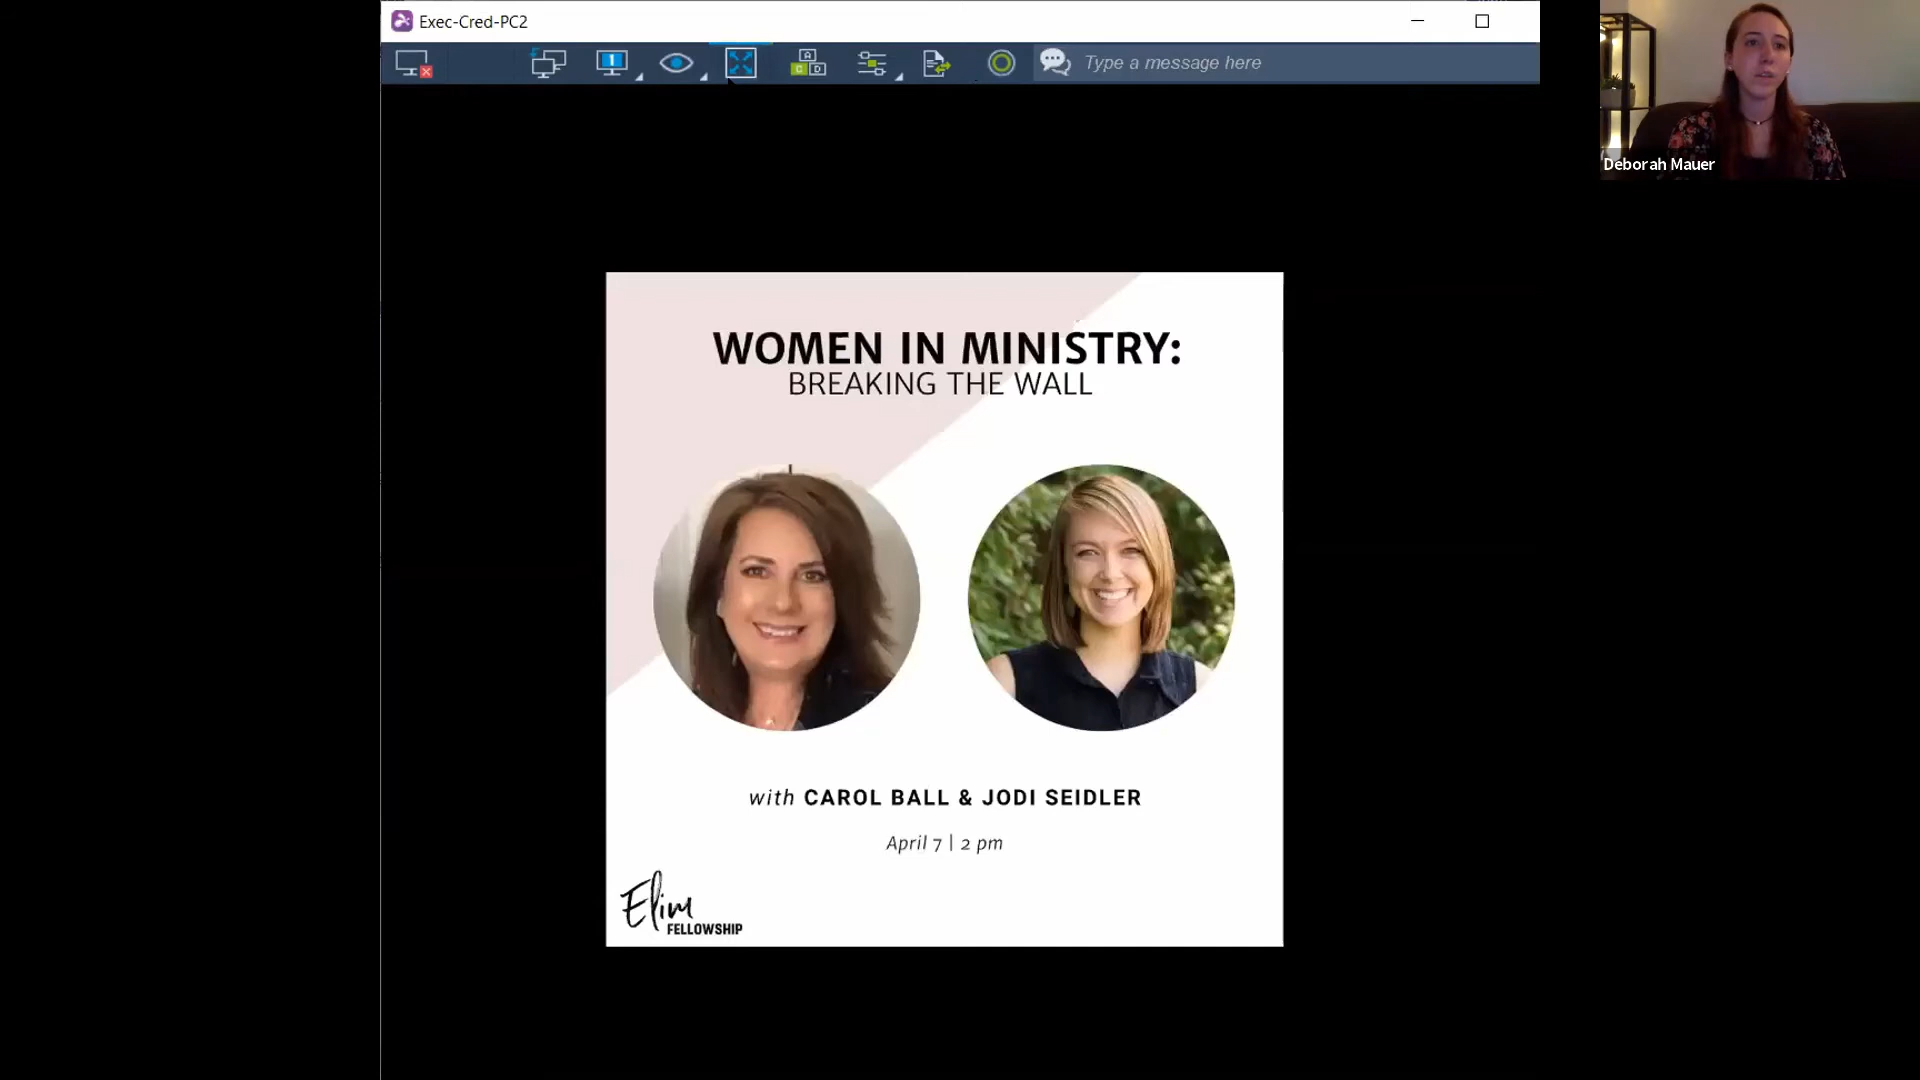 Exec-Cred-PC2
1
A
C D
Type a message here
Deborah Mauer
WOMEN IN MINISTRY:
BREAKING THE WALL
with CAROL BALL & JODI SEIDLER
April 7 | 2 pm
Elim
FELLOWSHIP